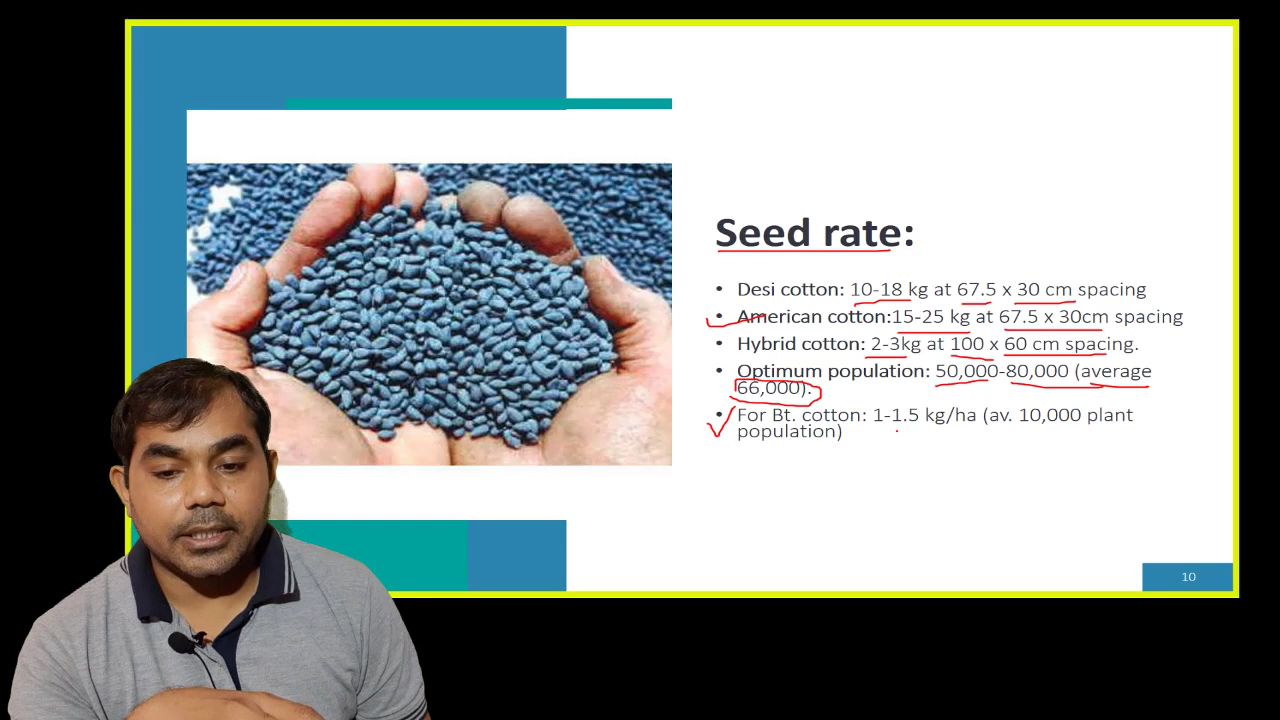 Seed rate:
• Desi cotton: 10-18 kg at 67.5 x 30 cm spacing
• American cotton:15-25 kg at 67.5 x 30cm spacing
• Hybrid cotton: 2-3kg at 100 x 60 cm spacing.
• Optimum population: 50,000-80,000 (average
66,000).
• For Bt. cotton: 1-1.5 kg/ha (av. 10,000 plant
population)
10